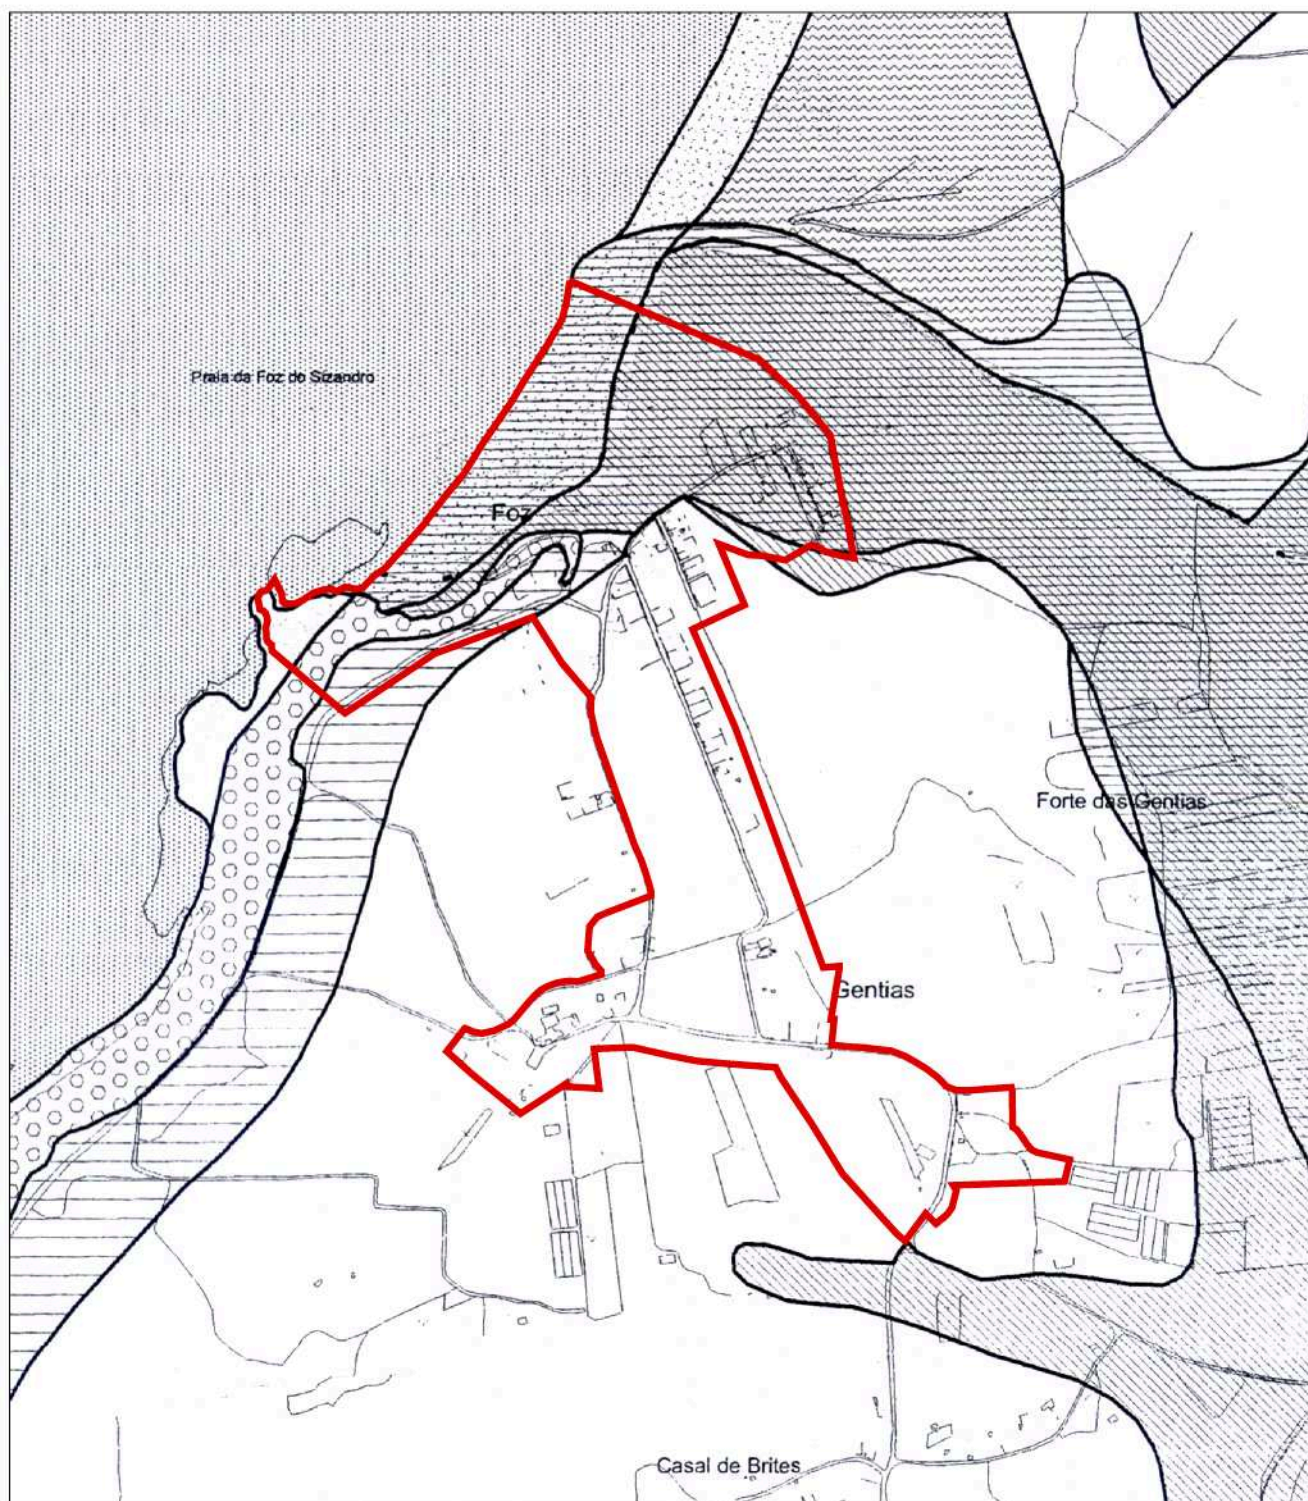 Praia da Foz do Sizandro
Foz
Forte das Gentias
Gentias
Casal de Brites